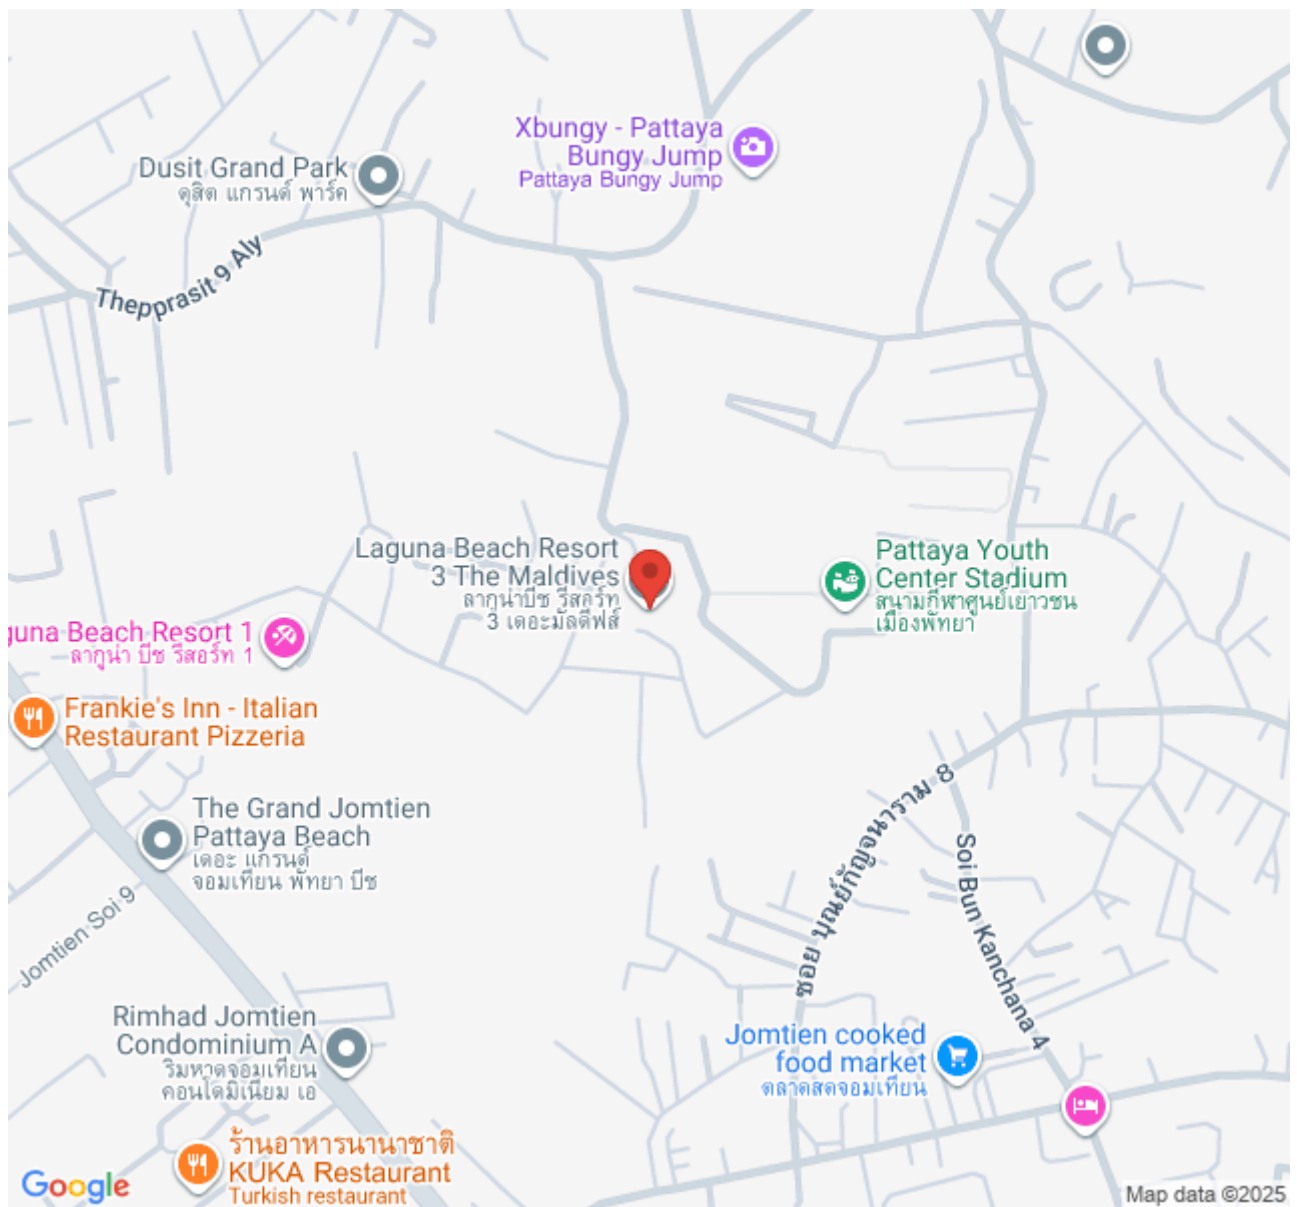 Xbungy - Pattaya
Bungy Jump
Pattaya Bungy Jump
Dusit Grand Park
ดุสิต แกรนด์ พาร์ค
Thepprasit 9 Aly
Laguna Beach Resort
3 The Maldives
ลากูน่าบีช รีสอร์ท
3 เดอะมัลดีฟส์
Pattaya Youth
Center Stadium
สนามกีฬาศูนย์เยาวชน
เมืองพัทยา
guna Beach Resort 1
ลากูน่า บีช รีสอร์ท 1
Frankie's Inn - Italian
Restaurant Pizzeria
The Grand Jomtien
Pattaya Beach
เดอะ แกรนด์
จอมเทียน พัทยา บีช
ซอย บุณย์กัญจนาราม 8
Soi Bun Kanchana 4
Jomtien Soi 9
Rimhad Jomtien
Condominium A
ริมหาดจอมเทียน
คอนโดมิเนียม เอ
Jomtien cooked
food market
ตลาดสดจอมเทียน
ร้านอาหารนานาชาติ
KUKA Restaurant
Turkish restaurant
Google
Map data ©2025